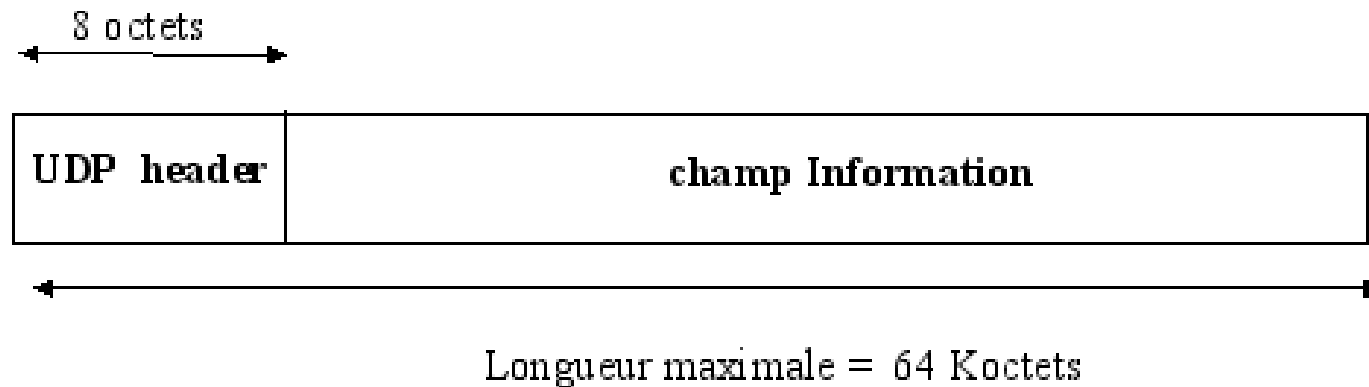 8 octets
UDP header
champ Information
Longueur maximale = 64 Koctets